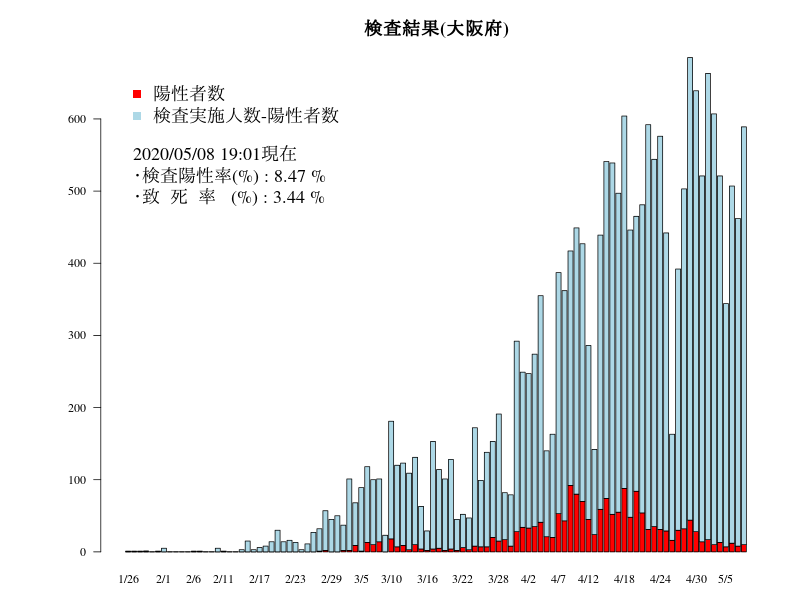 検査結果(大阪府)
陽性者数
検査実施人数-陽性者数
2020/05/08 19:01現在
・検査陽性率(%) : 8.47 %
・致 死 率 (%) : 3.44 %
600
500
400
300
200
100
0
1/26 2/1 2/6 2/11 2/17 2/23 2/29 3/5 3/10 3/16 3/22 3/28 4/2 4/7 4/12 4/18 4/24 4/30 5/5